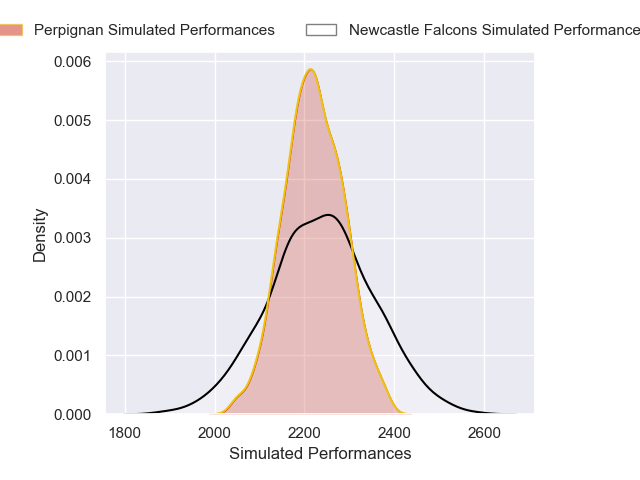 Perpignan Simulated Performances
Newcastle Falcons Simulated Performance
0.006
0.005
0.004
0.003
0.002
0.001
0.000
Density
1800 2000 2200 2400 2600
Simulated Performances